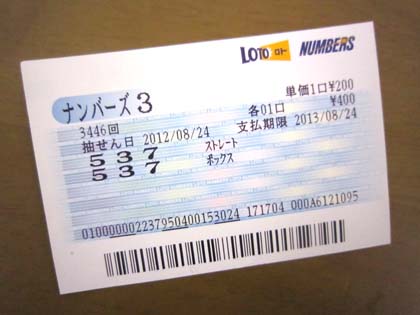 LOTO ロト NUMBERS
ナンバーズ3 単価1口¥200
3446回 各01口 ¥400
抽せん日 2012/08/24 支払期限 2013/08/24
537 ストレート
537 ボックス
010000002237950400153024 171704 000A6121095